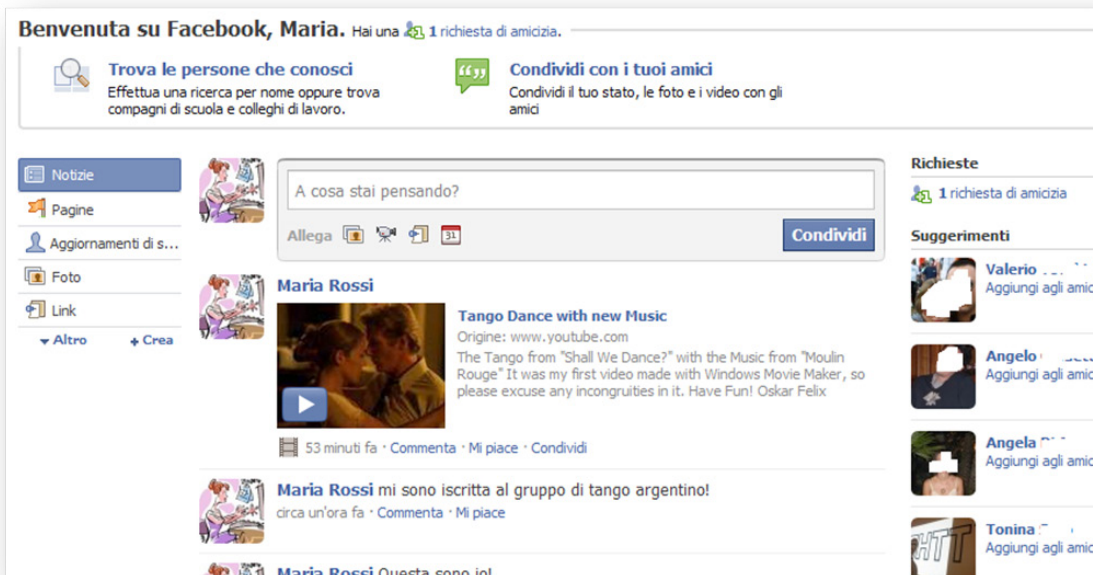 Benvenuta su Facebook, Maria. Hai una 1 richiesta di amicizia.
Trova le persone che conosci
Effettua una ricerca per nome oppure trova
compagni di scuola e colleghi di lavoro.
Condividi con i tuoi amici
Condividi il tuo stato, le foto e i video con gli
amici
Notizie
Pagine
Aggiornamenti di s...
Foto
Link
Altro
Crea
A cosa stai pensando?
Allega
31
Condividi
Maria Rossi
Tango Dance with new Music
Origine: www.youtube.com
The Tango from "Shall We Dance?" with the Music from "Moulin
Rouge" It was my first video made with Windows Movie Maker, so
please excuse any incongruities in it. Have Fun! Oskar Felix
53 minuti fa · Commenta · Mi piace · Condividi
Maria Rossi mi sono iscritta al gruppo di tango argentino!
circa un'ora fa · Commenta · Mi piace
Maria Rossi Questa sono io!
Richieste
1 richiesta di amicizia
Suggerimenti
Valerio
Aggiungi agli amic
Angelo
Aggiungi agli amic
Angela
Aggiungi agli amic
Tonina
Aggiungi agli amic